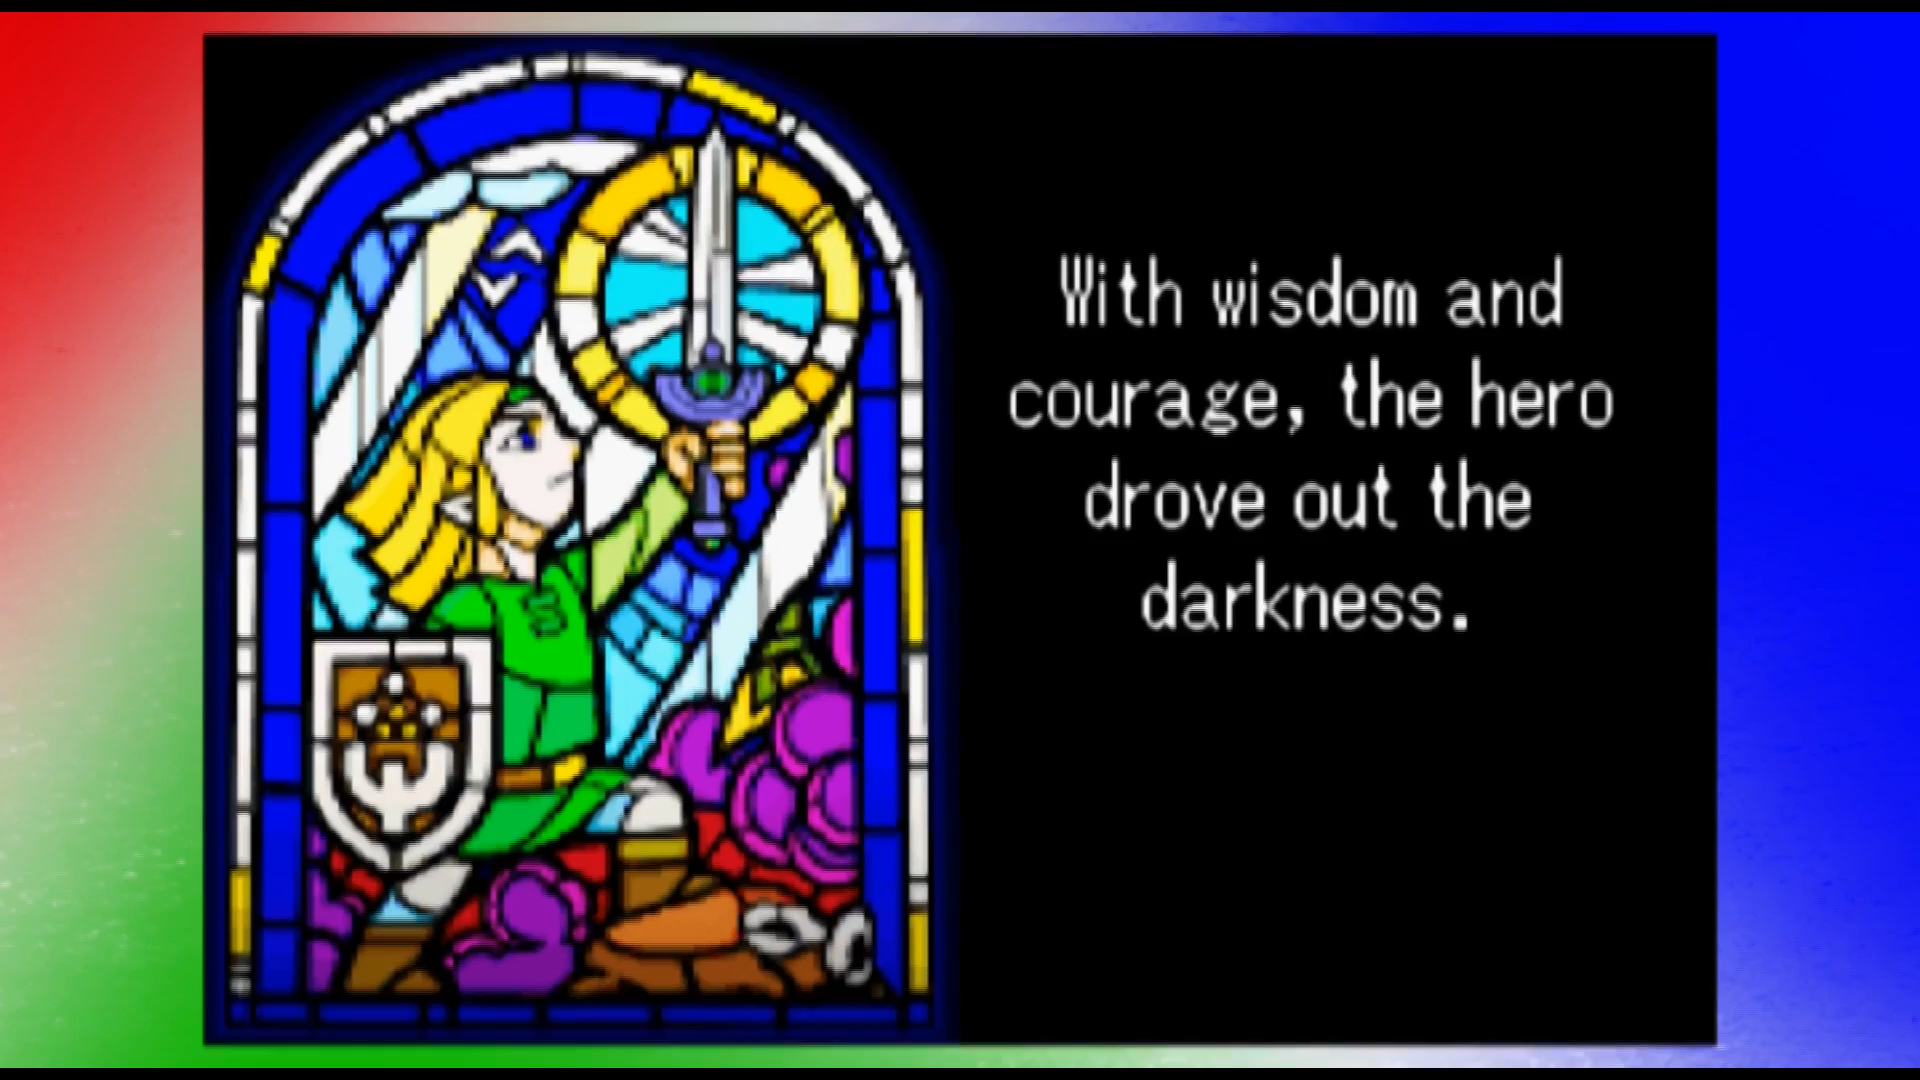 With wisdom and
courage, the hero
drove out the
darkness.